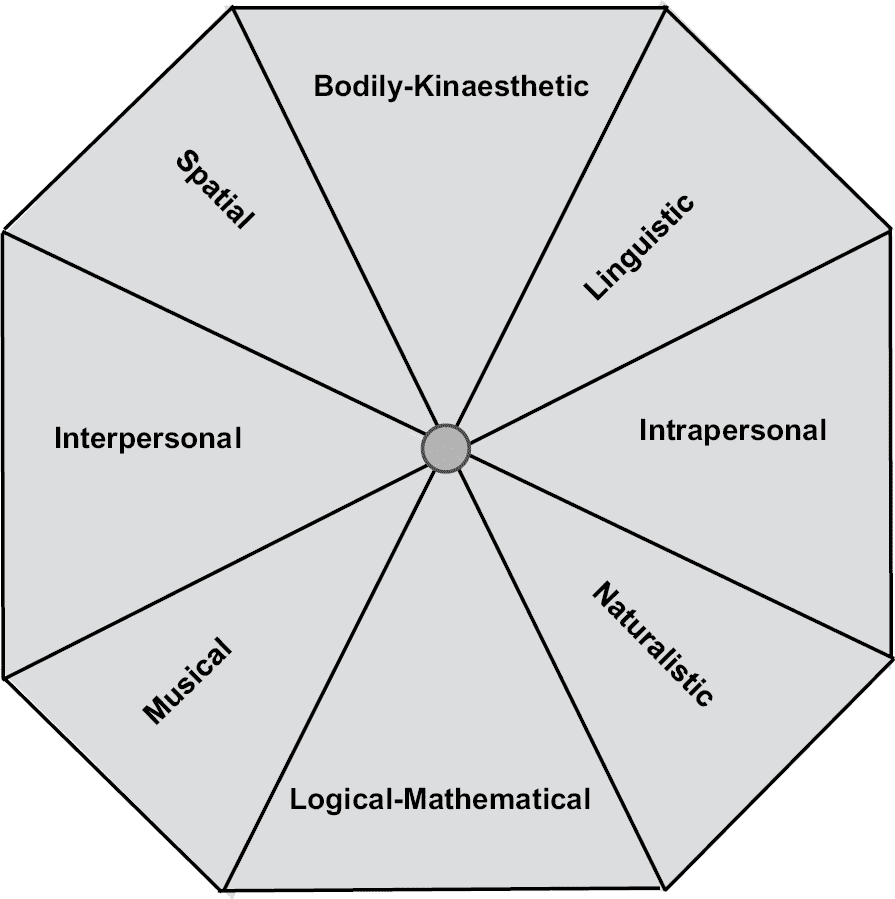 Bodily-Kinaesthetic
Spatial
Linguistic
Interpersonal
Intrapersonal
Musical
Naturalistic
Logical-Mathematical